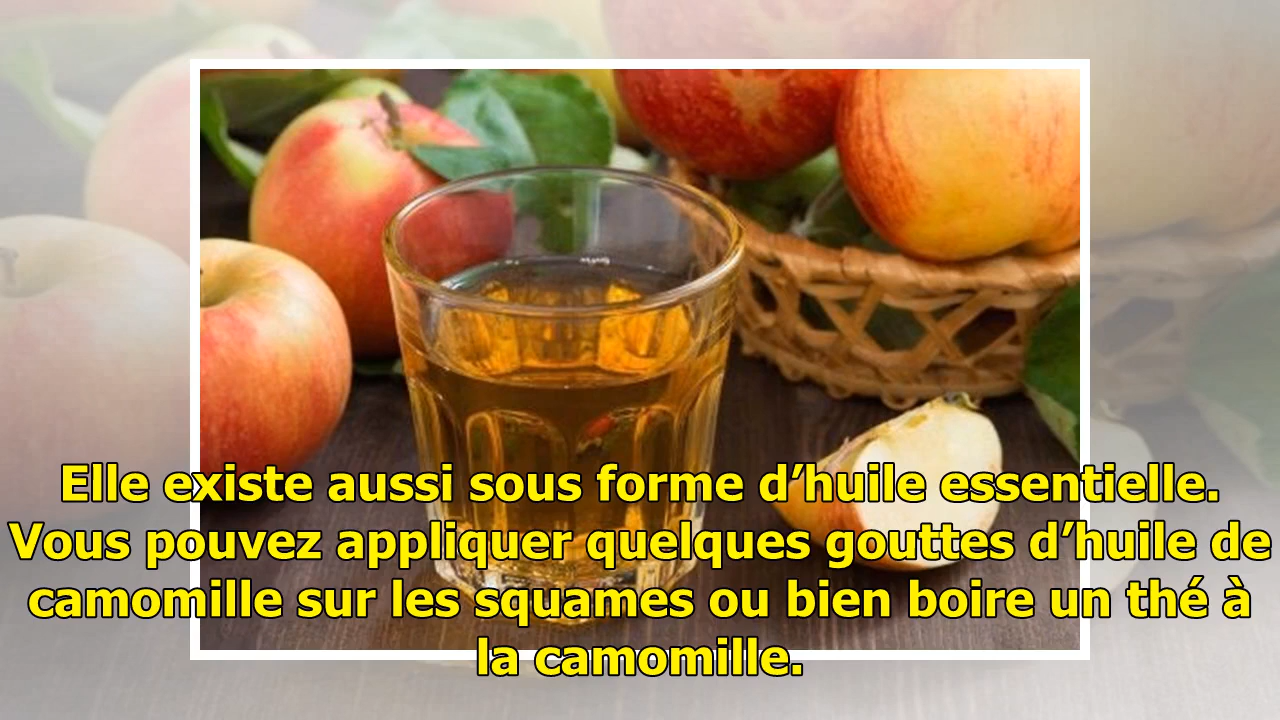 Elle existe aussi sous forme d’huile essentielle.
Vous pouvez appliquer quelques gouttes d’huile de
camomille sur les squames ou bien boire un thé à
la camomille.